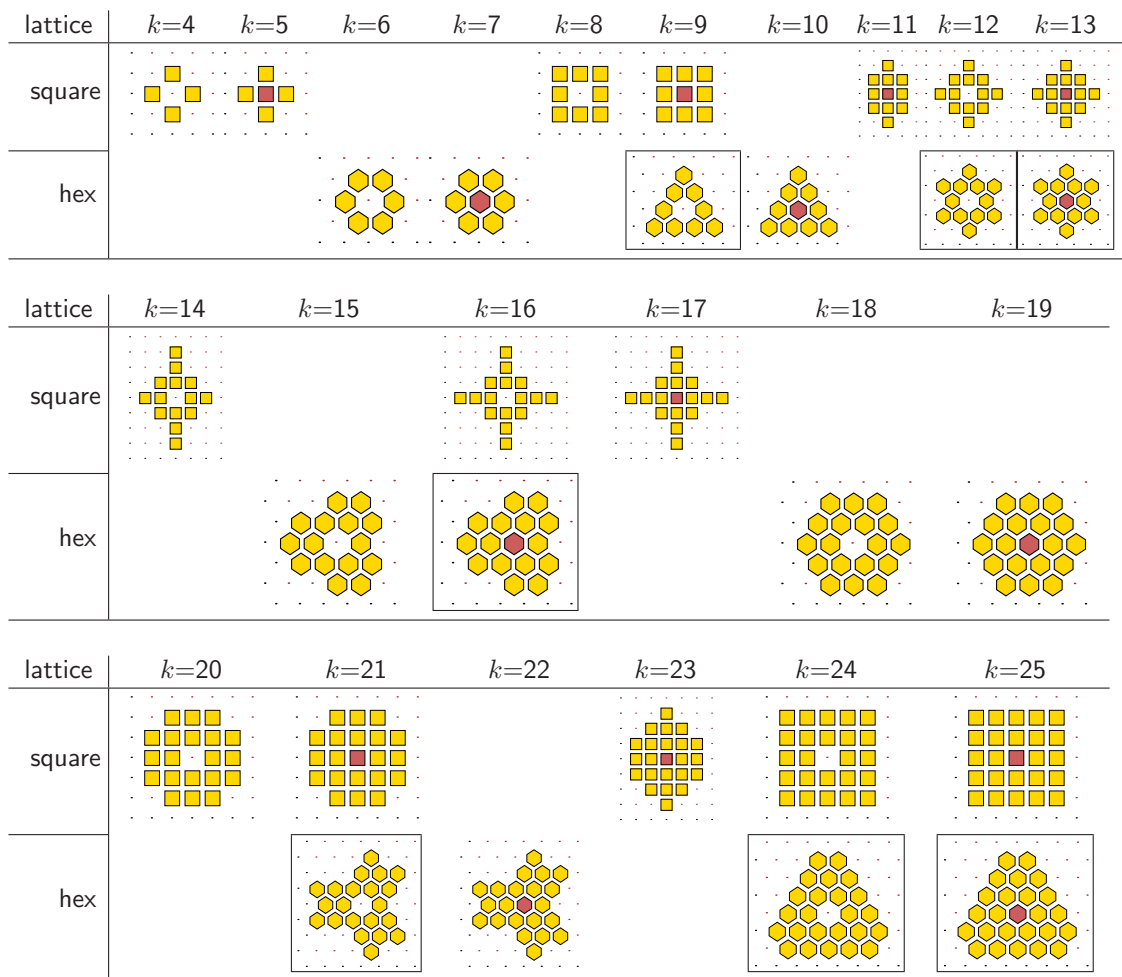 lattice k=4 k=5 k=6 k=7 k=8 k=9 k=10 k=11 k=12 k=13
square
hex
lattice k=14 k=15 k=16 k=17 k=18 k=19
square
hex
lattice k=20 k=21 k=22 k=23 k=24 k=25
square
hex